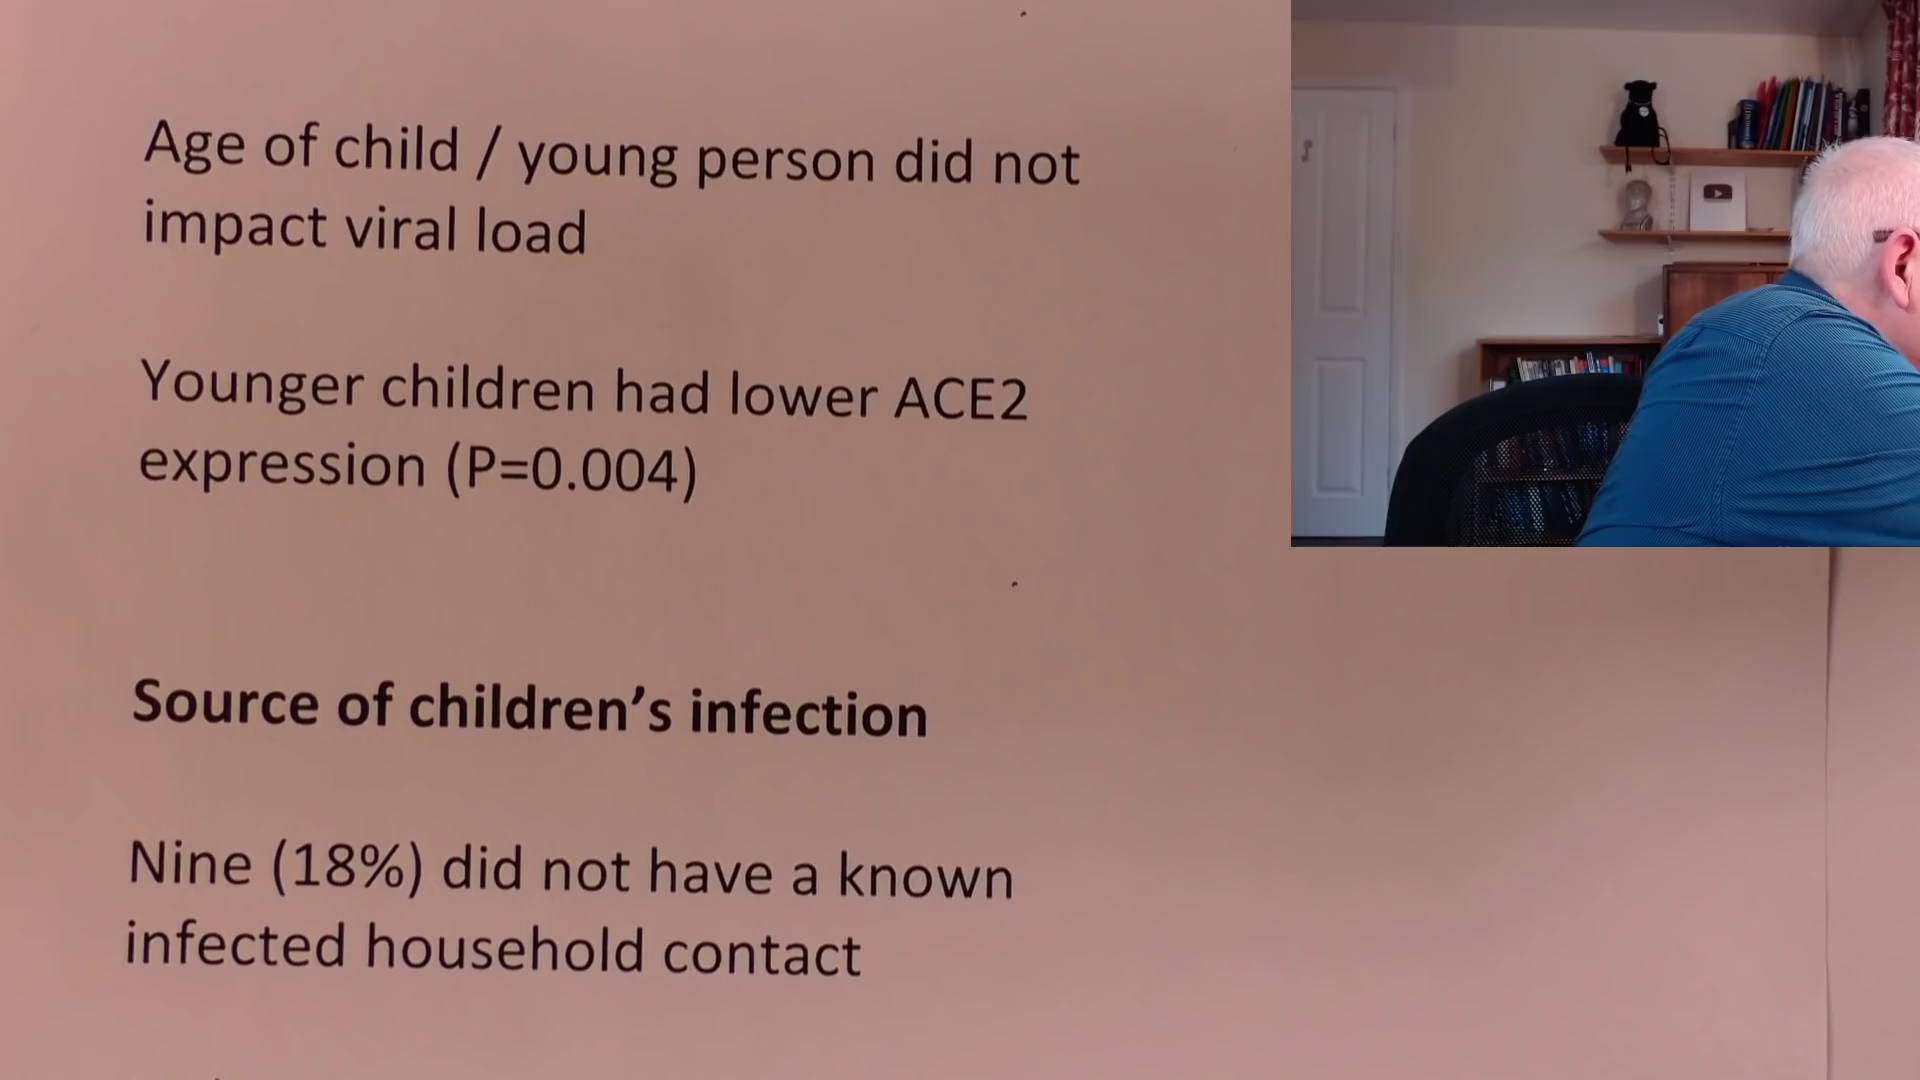 Age of child / young person did not
impact viral load
Younger children had lower ACE2
expression (P=0.004)
Source of children’s infection
Nine (18%) did not have a known
infected household contact